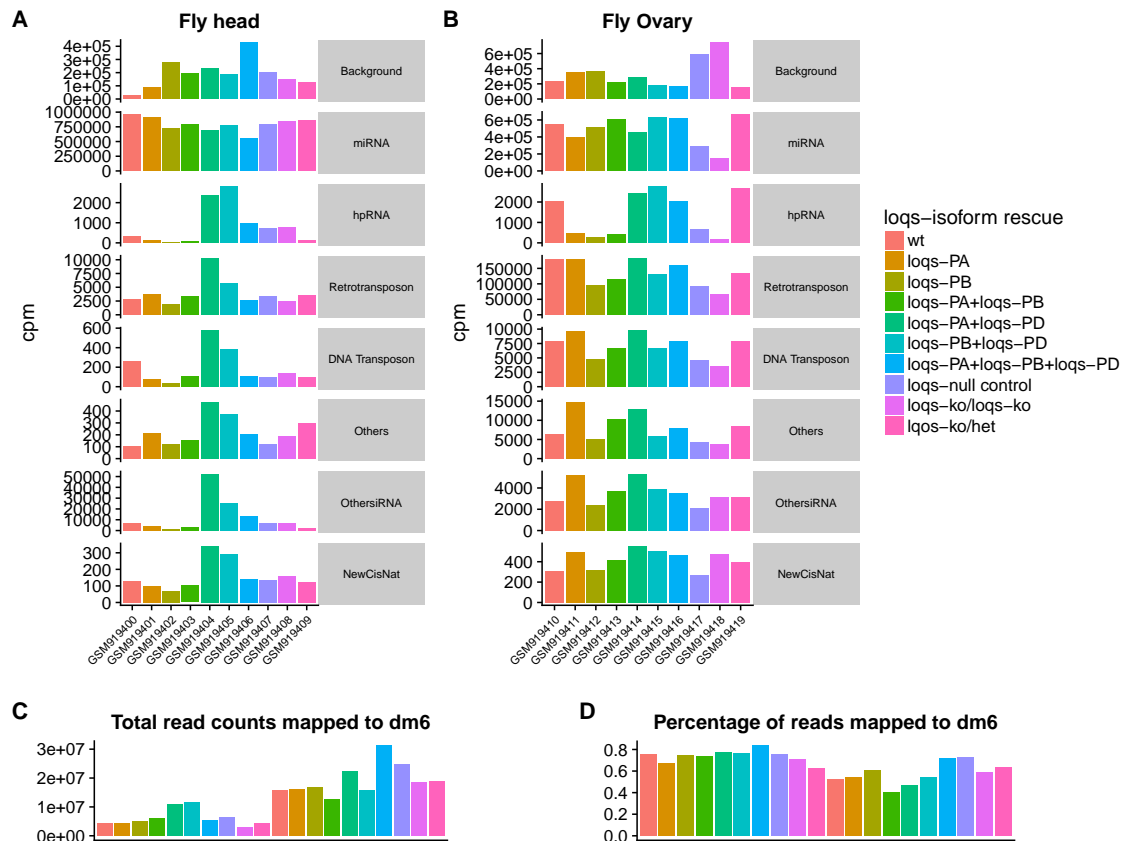 A
Fly head
4e+05
3e+05
2e+05
1e+05
0e+00
Background
1000000
750000
500000
250000
miRNA
2000
1000
0
hpRNA
10000
7500
5000
2500
0
Retrotransposon
600
400
200
0
DNA Transposon
400
300
200
100
0
Others
50000
40000
30000
20000
10000
0
OthersiRNA
300
200
100
0
NewCisNat
cpm
GSM919400
GSM919401
GSM919402
GSM919403
GSM919404
GSM919405
GSM919406
GSM919407
GSM919408
GSM919409
B
Fly Ovary
6e+05
4e+05
2e+05
0e+00
Background
6e+05
4e+05
2e+05
miRNA
2000
1000
0
hpRNA
150000
100000
50000
0
Retrotransposon
10000
7500
5000
2500
0
DNA Transposon
15000
10000
5000
0
Others
4000
2000
0
OthersiRNA
400
200
0
NewCisNat
cpm
GSM919410
GSM919411
GSM919412
GSM919413
GSM919414
GSM919415
GSM919416
GSM919417
GSM919418
GSM919419
loqs−isoform rescue
wt
loqs−PA
loqs−PB
loqs−PA+loqs−PB
loqs−PA+loqs−PD
loqs−PB+loqs−PD
loqs−PA+loqs−PB+loqs−PD
loqs−null control
loqs−ko/loqs−ko
lqos−ko/het
C
Total read counts mapped to dm6
3e+07
2e+07
1e+07
0e+00
D
Percentage of reads mapped to dm6
0.8
0.6
0.4
0.2
0.0